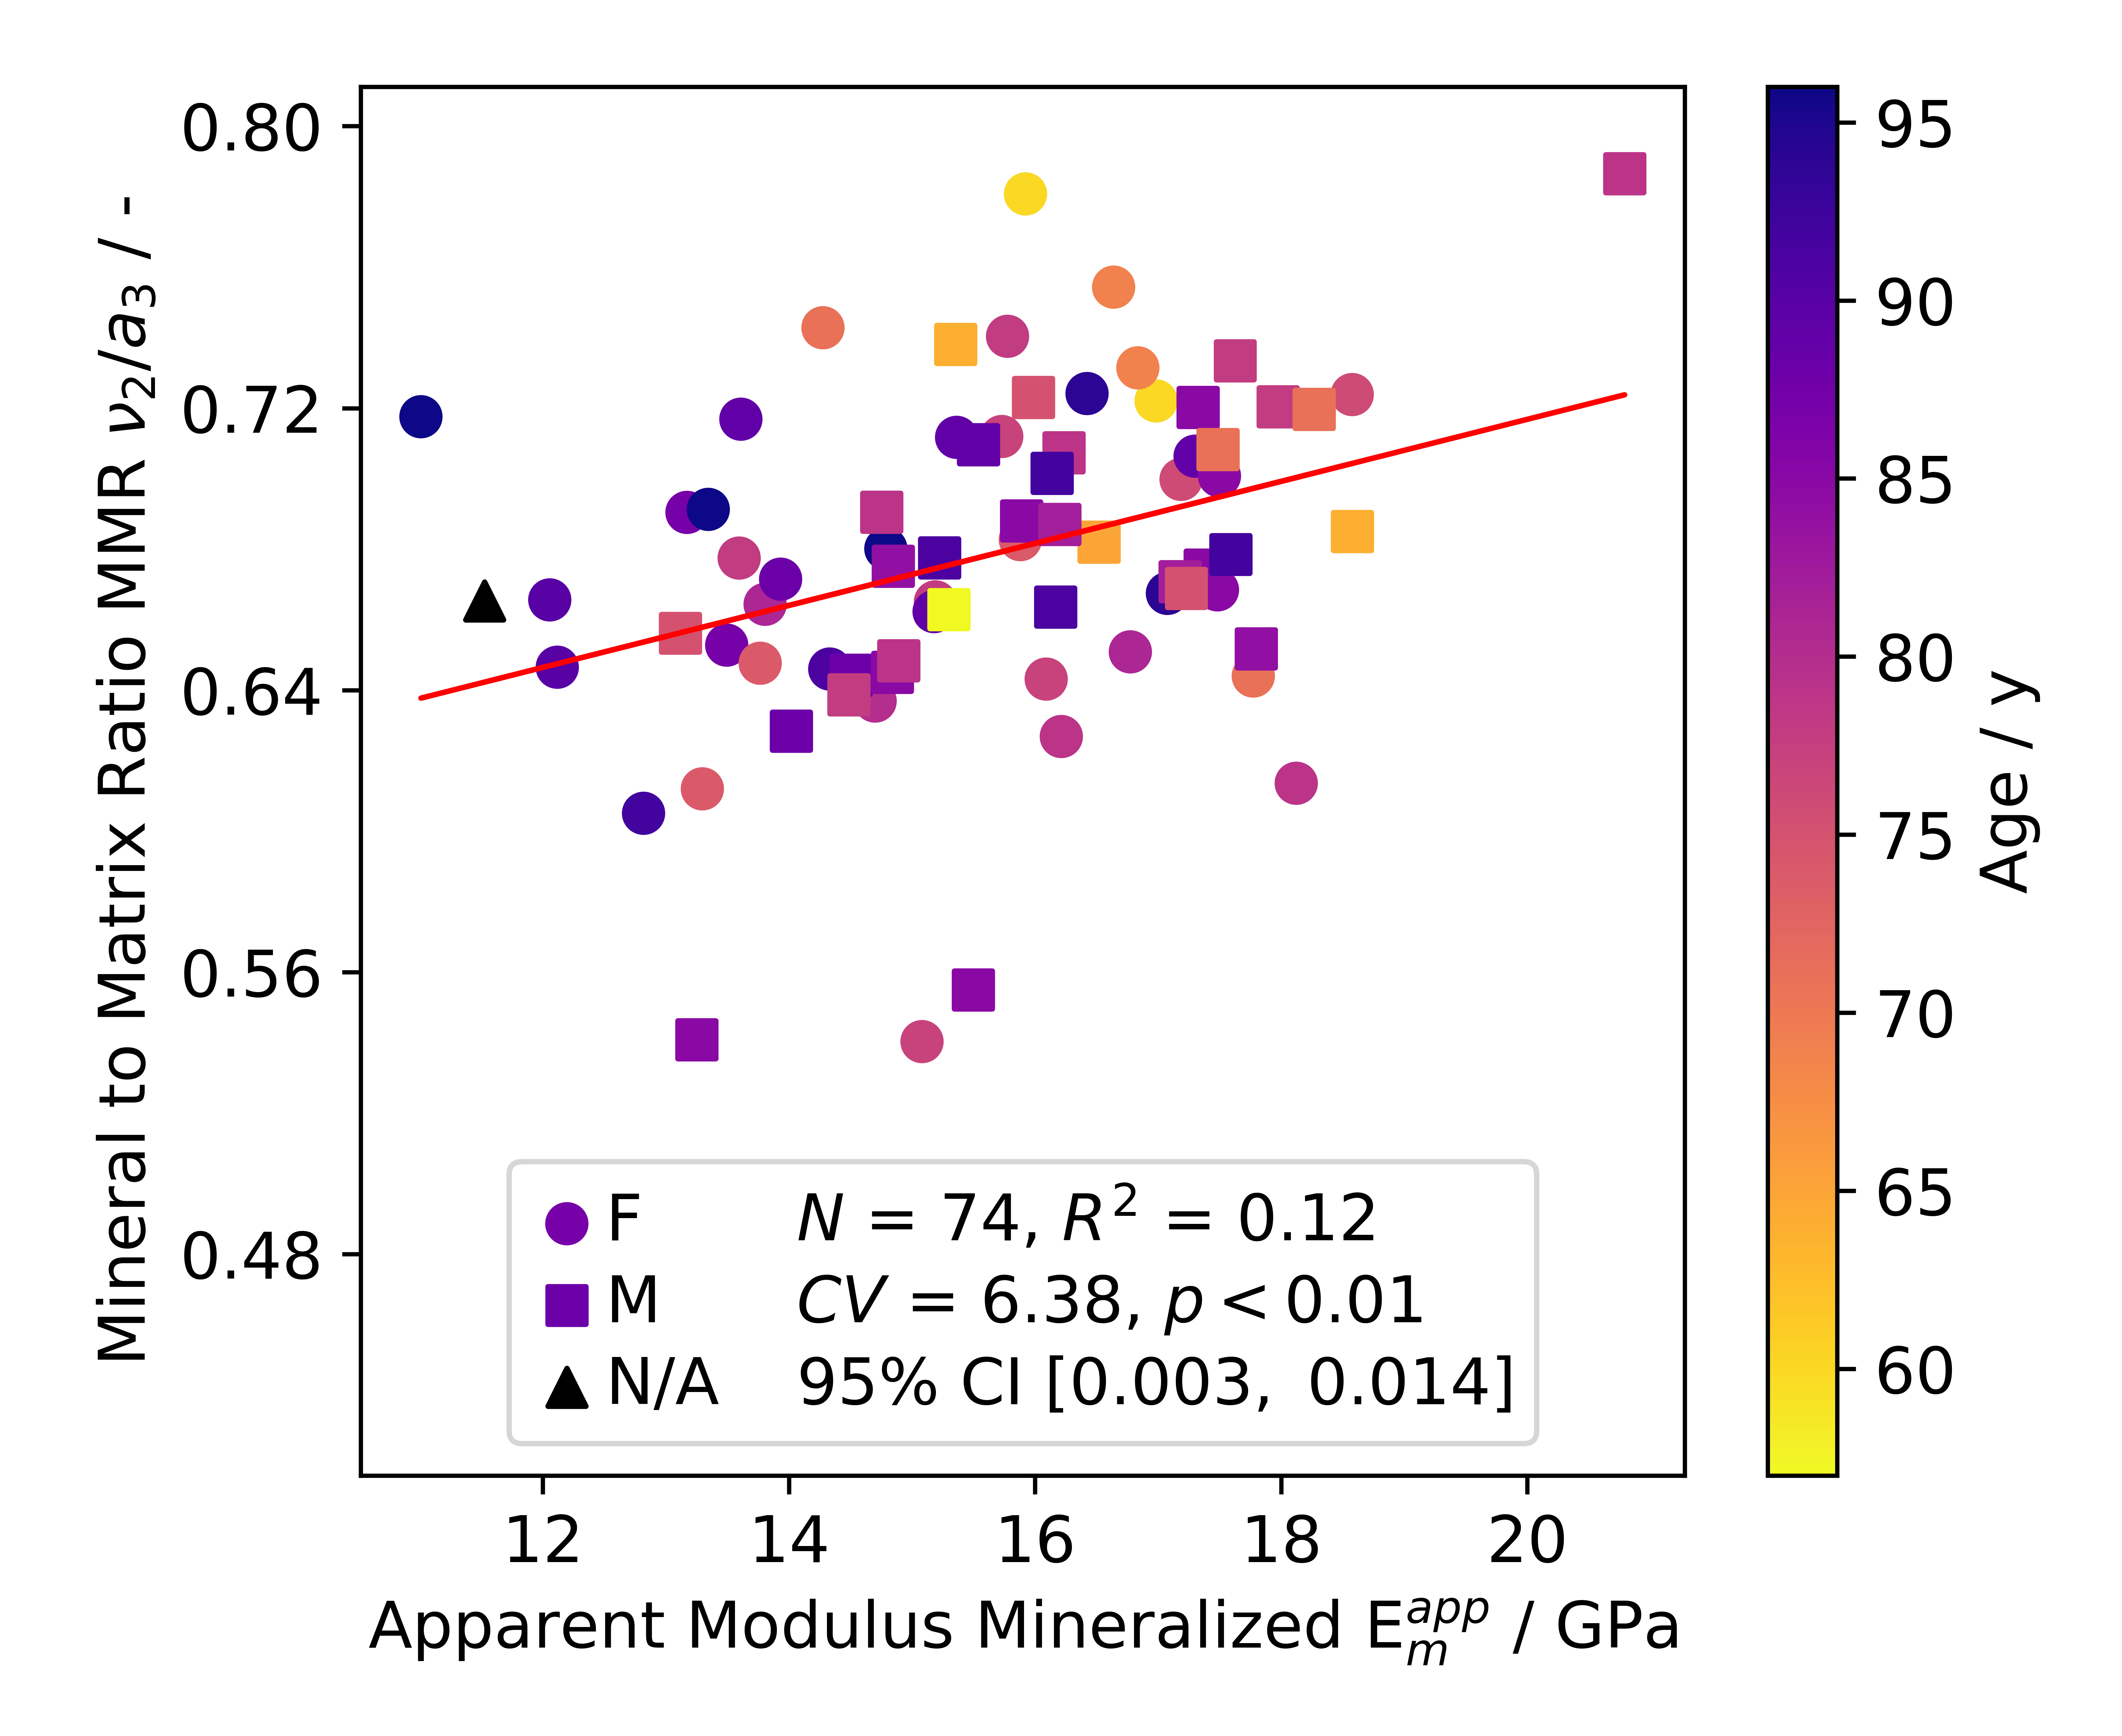 0.80
0.72
0.64
0.56
0.48
Mineral to Matrix Ratio MMR ν₂/a₃ / -
F
M
N/A
N = 74, R² = 0.12
CV = 6.38, p < 0.01
95% CI [0.003, 0.014]
12 14 16 18 20
Apparent Modulus Mineralized Eₘᵃᵖᵖ / GPa
95
90
85
80
75
70
65
60
Age / y